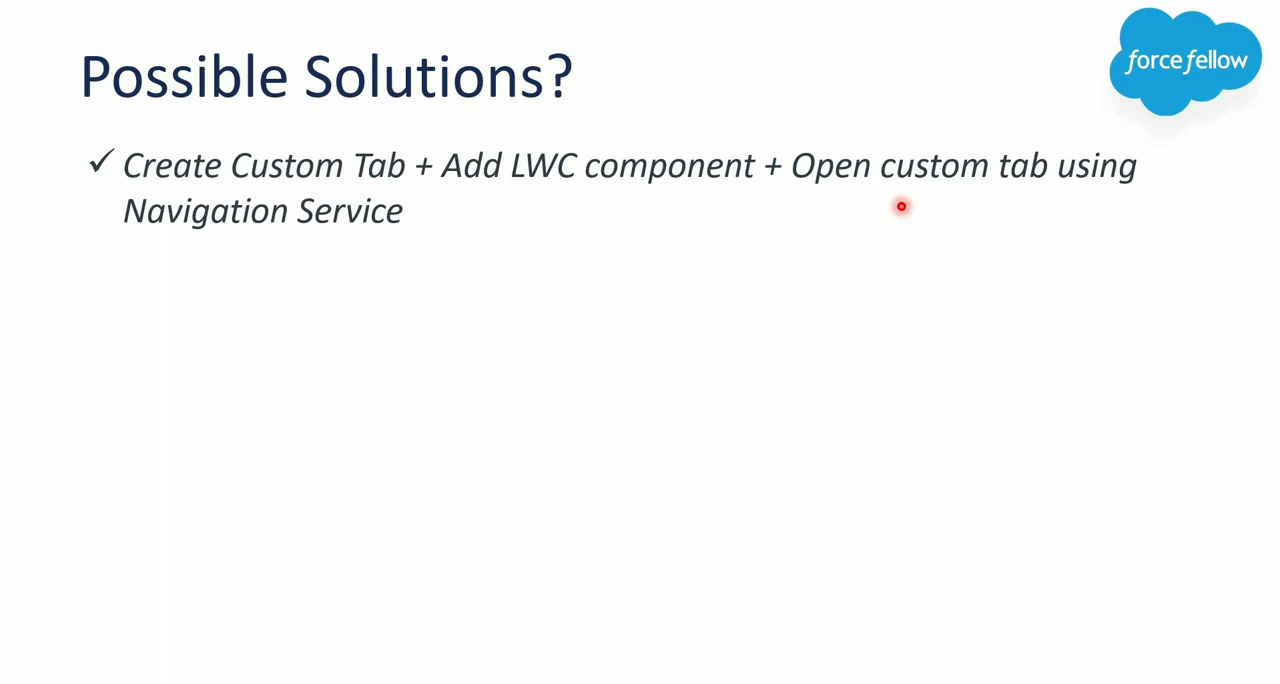 force fellow
Possible Solutions?
✓ Create Custom Tab + Add LWC component + Open custom tab using
Navigation Service